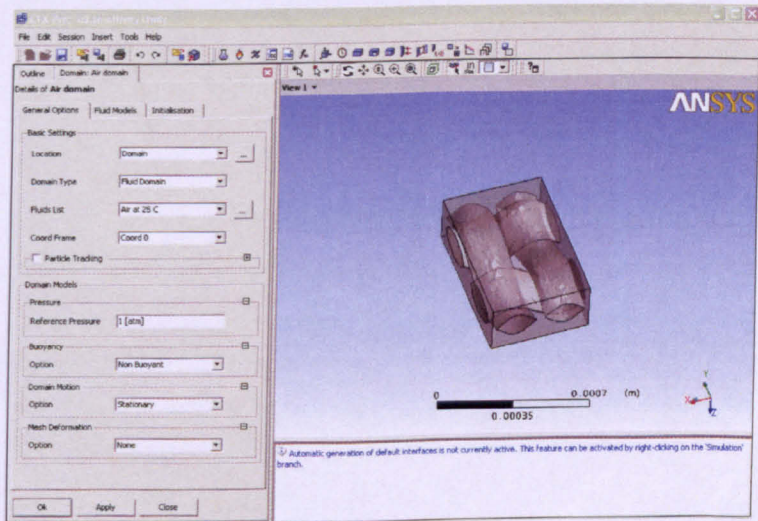 File Edit Session Insert Tools Help
Outline Domain: Air domain
Details of Air domain
General Options Fluid Models Initialisation
Basic Settings
Location Domain
Domain Type Fluid Domain
Fluids List Air at 25 C
Coord Frame Coord 0
Particle Tracking
Domain Models
Pressure
Reference Pressure 1 [atm]
Buoyancy
Option Non Buoyant
Domain Motion
Option Stationary
Mesh Deformation
Option None
Ok Apply Close
View 1
ANSYS
0 0.0007 (m)
0.00035
X Y Z
Automatic generation of default interfaces is not currently active. This feature can be activated by right-clicking on the 'Simulation'
branch.